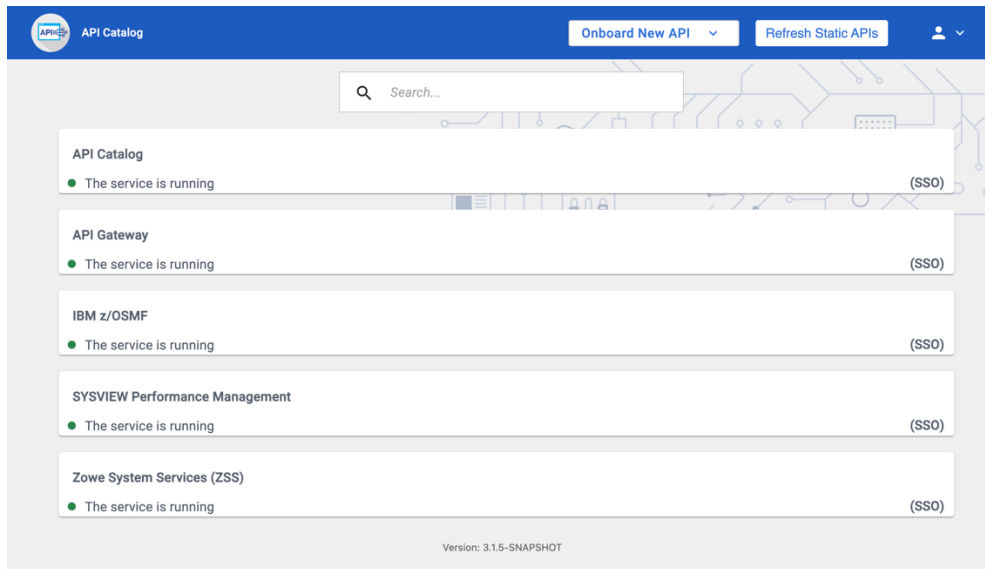 API
API Catalog
Onboard New API
Refresh Static APIs
Search...
API Catalog
The service is running
(SSO)
API Gateway
The service is running
(SSO)
IBM z/OSMF
The service is running
(SSO)
SYSVIEW Performance Management
The service is running
(SSO)
Zowe System Services (ZSS)
The service is running
(SSO)
Version: 3.1.5-SNAPSHOT